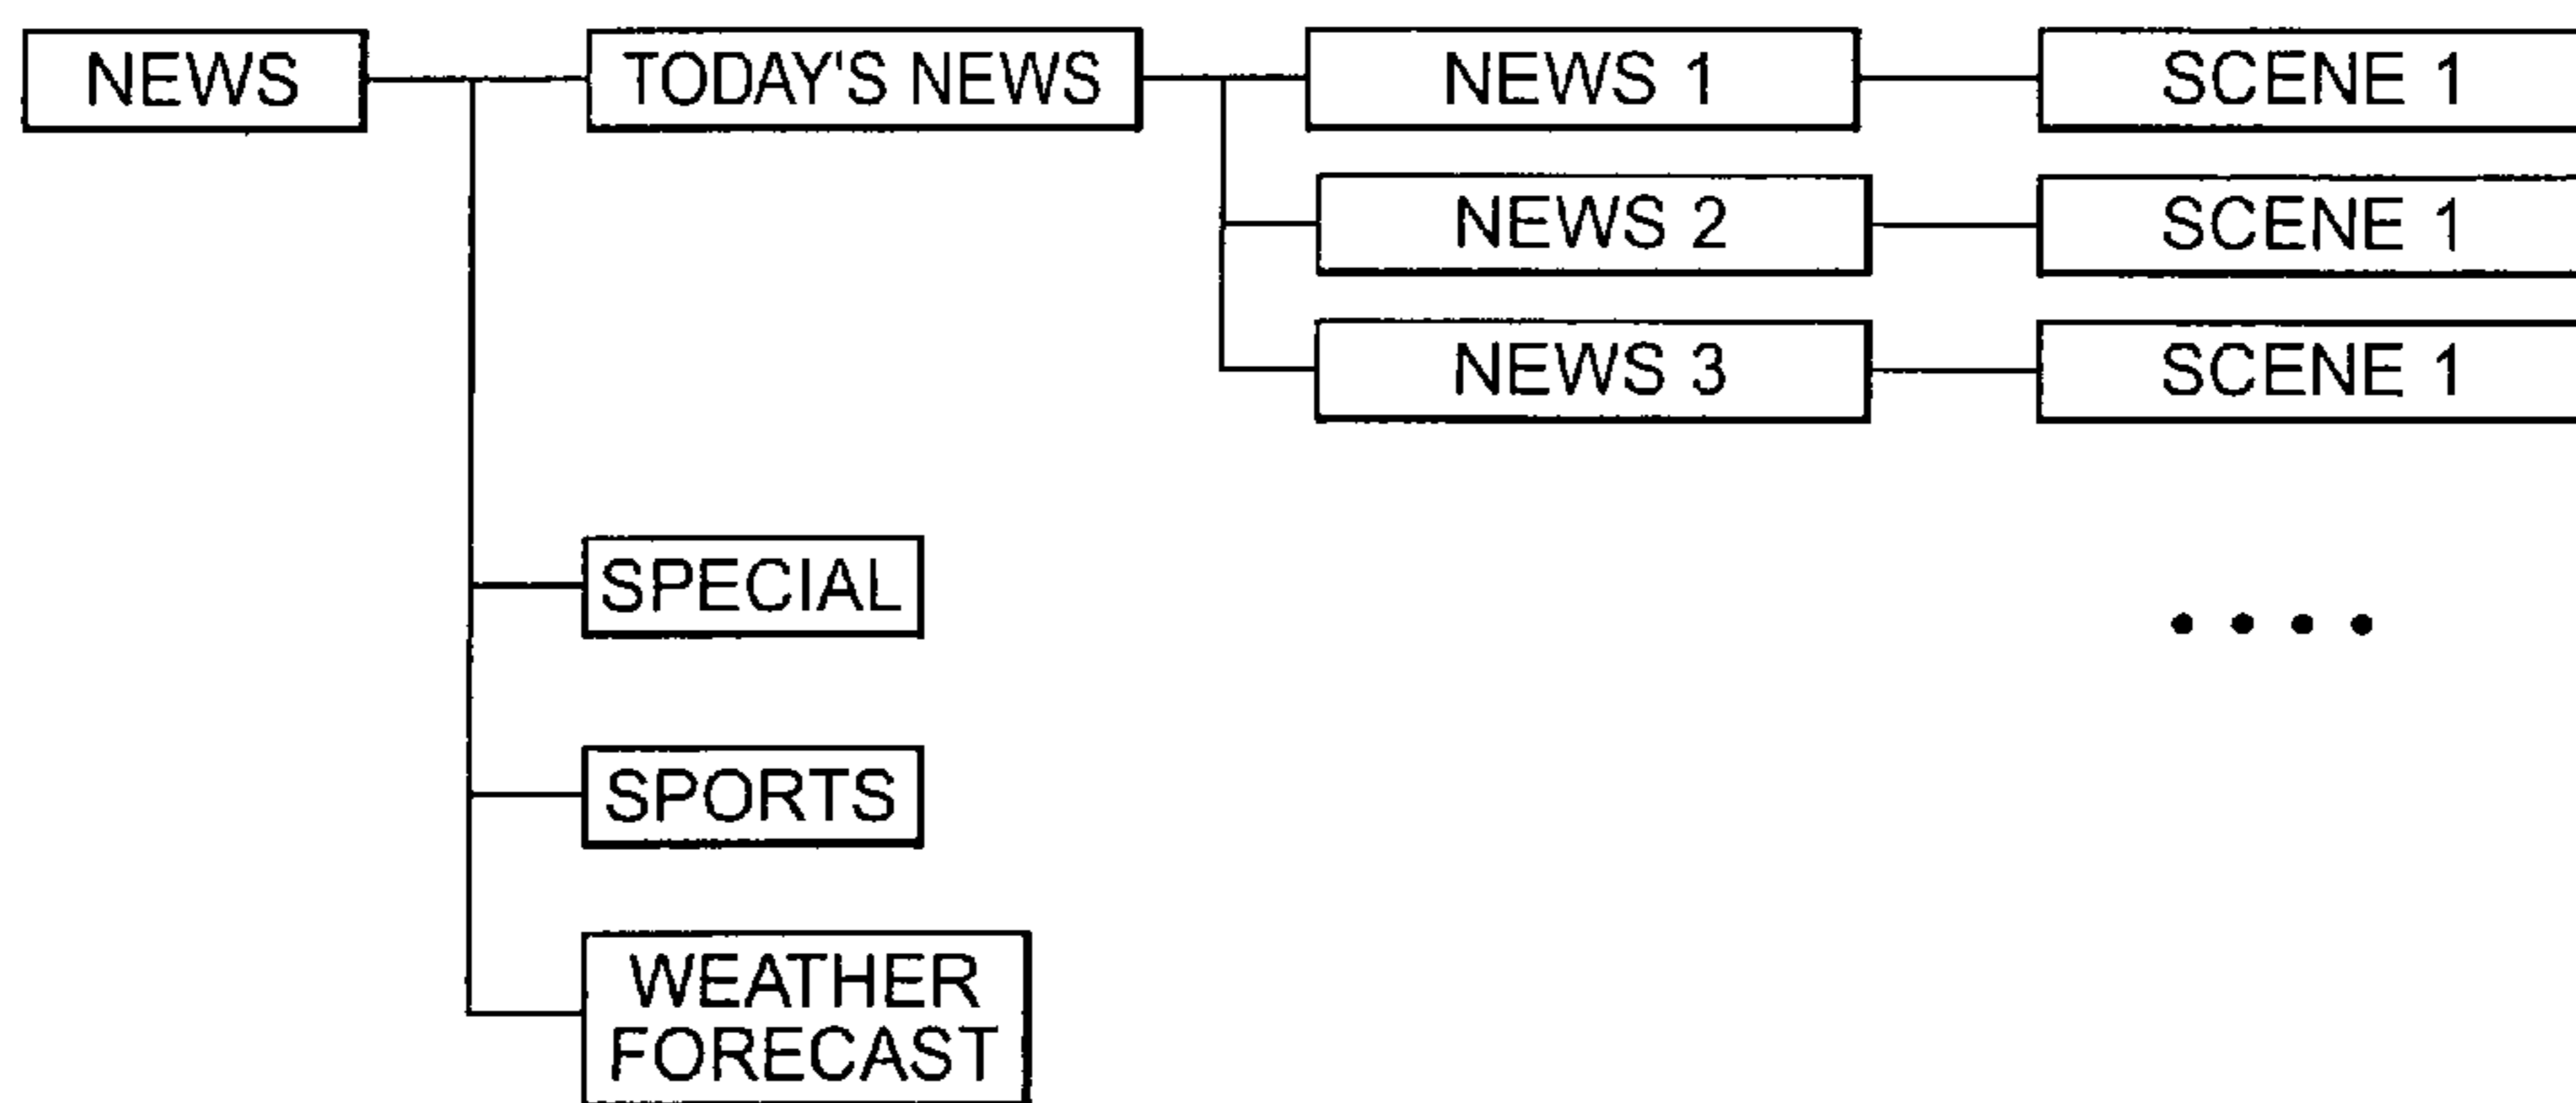 NEWS
TODAY'S NEWS
NEWS 1
SCENE 1
NEWS 2
SCENE 1
NEWS 3
SCENE 1
SPECIAL
• • • •
SPORTS
WEATHER
FORECAST